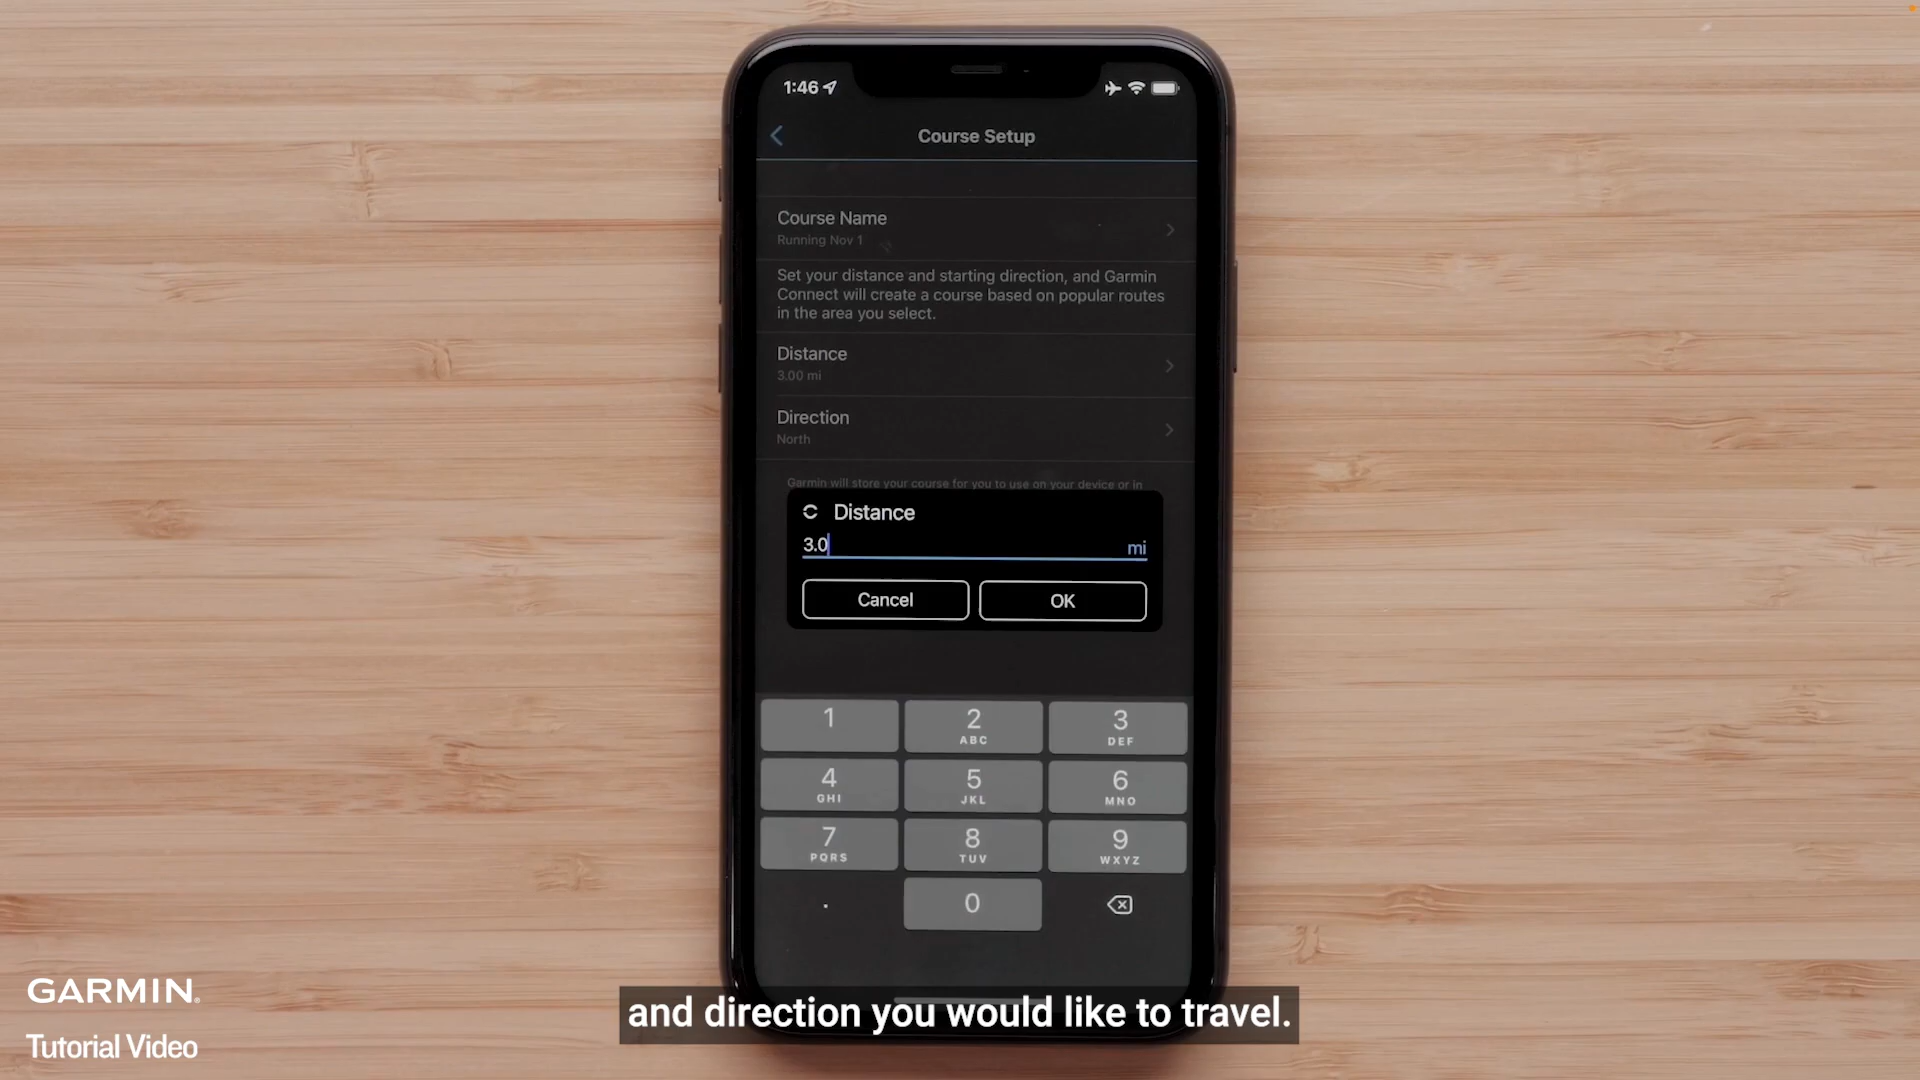 1:46
Course Setup
Course Name
Running Nov 1
Set your distance and starting direction, and Garmin
Connect will create a course based on popular routes
in the area you select.
Distance
3.00 mi
Direction
North
Garmin will store your course for you to use on your device or in
Distance
3.0 mi
Cancel OK
1 2 3
ABC DEF
4 5 6
GHI JKL MNO
7 8 9
PQRS TUV WXYZ
. 0
GARMIN®
Tutorial Video
and direction you would like to travel.